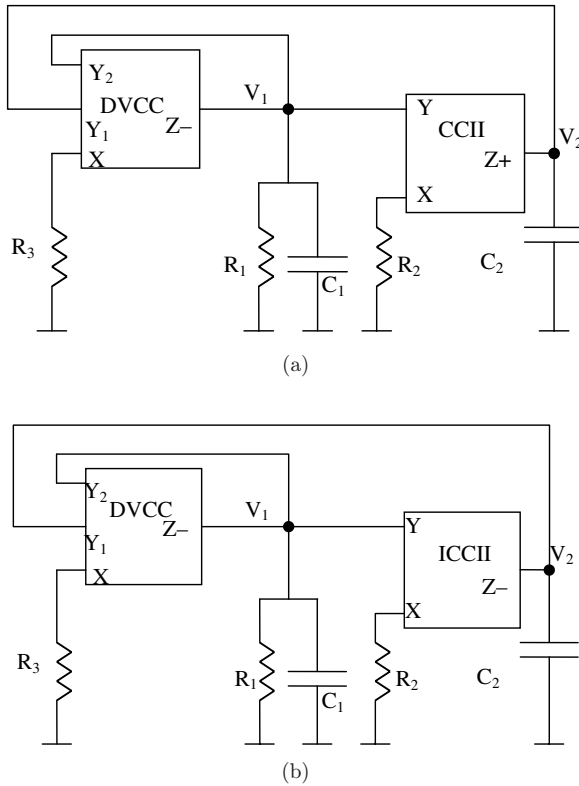 Y2
DVCC
Y1
Z–
X
V1
Y
CCII
Z+
X
V2
R3
R1
C1
R2
C2
(a)
Y2
DVCC
Y1
Z–
X
V1
Y
ICCII
Z–
X
V2
R3
R1
C1
R2
C2
(b)